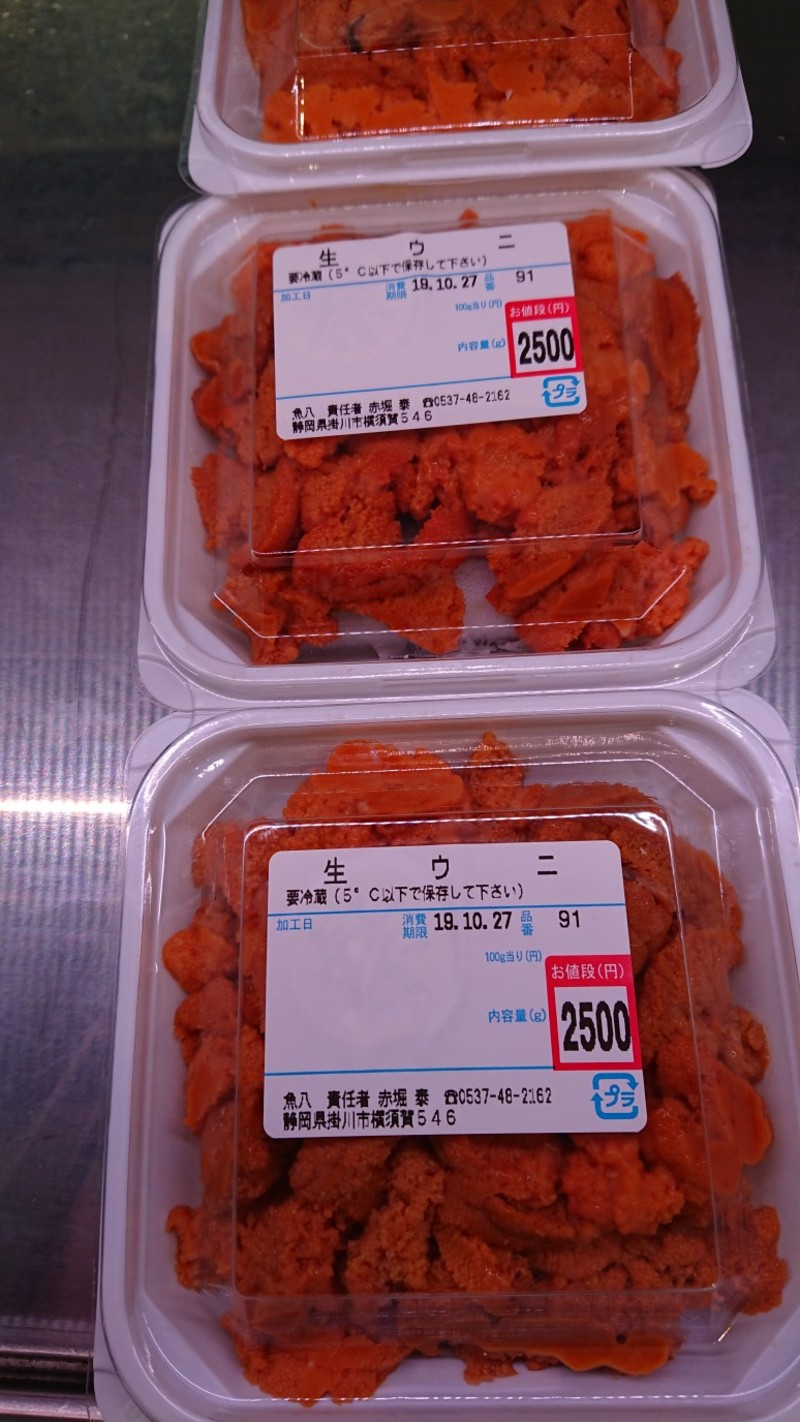 生 ウ ニ
要冷蔵(5°C以下で保存して下さい)
加工日 消費期限 19.10.27 品番 91
100g当り(円)
お値段(円)
内容量(g) 2500
プラ
魚八 責任者 赤堀 泰 ☎0537-48-2162
静岡県掛川市横須賀546
生 ウ ニ
要冷蔵(5°C以下で保存して下さい)
加工日 消費期限 19.10.27 品番 91
100g当り(円)
お値段(円)
内容量(g) 2500
プラ
魚八 責任者 赤堀 泰 ☎0537-48-2162
静岡県掛川市横須賀546